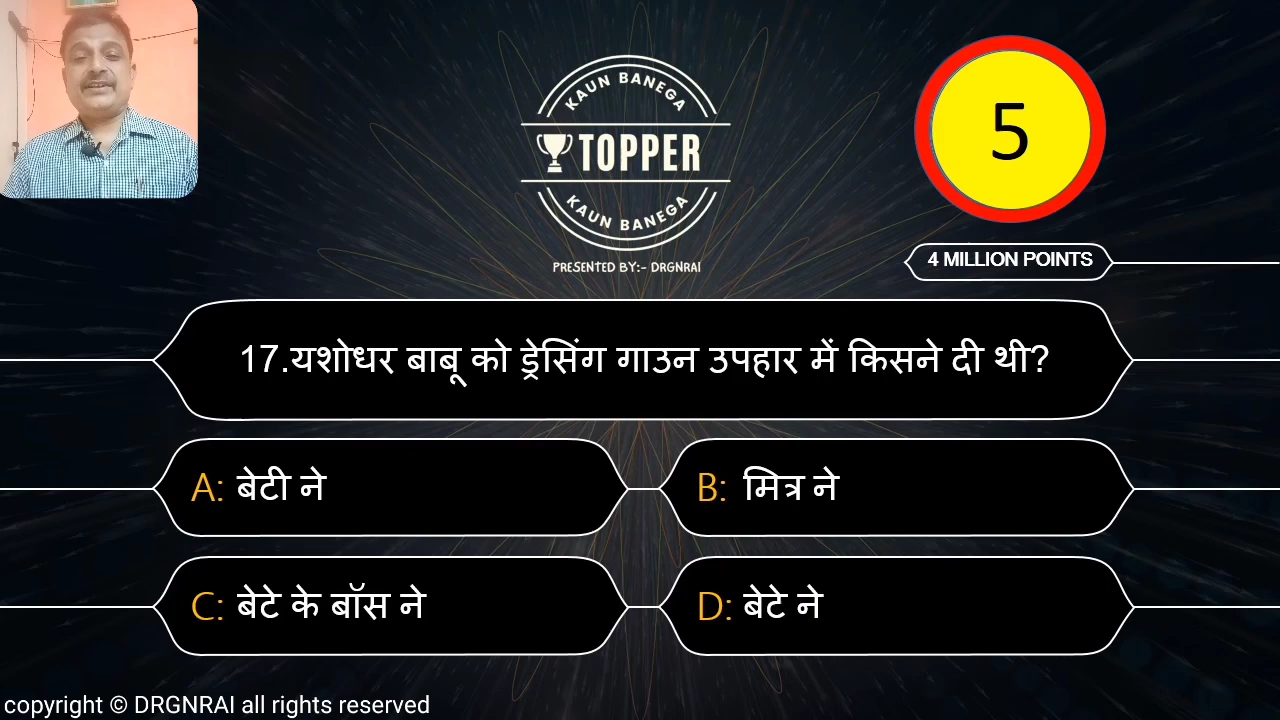 KAUN BANEGA
TOPPER
KAUN BANEGA
PRESENTED BY:- DRGNRAI
5
4 MILLION POINTS
17.यशोधर बाबू को ड्रेसिंग गाउन उपहार में किसने दी थी?
A: बेटी ने
B: मित्र ने
C: बेटे के बॉस ने
D: बेटे ने
copyright © DRGNRAI all rights reserved